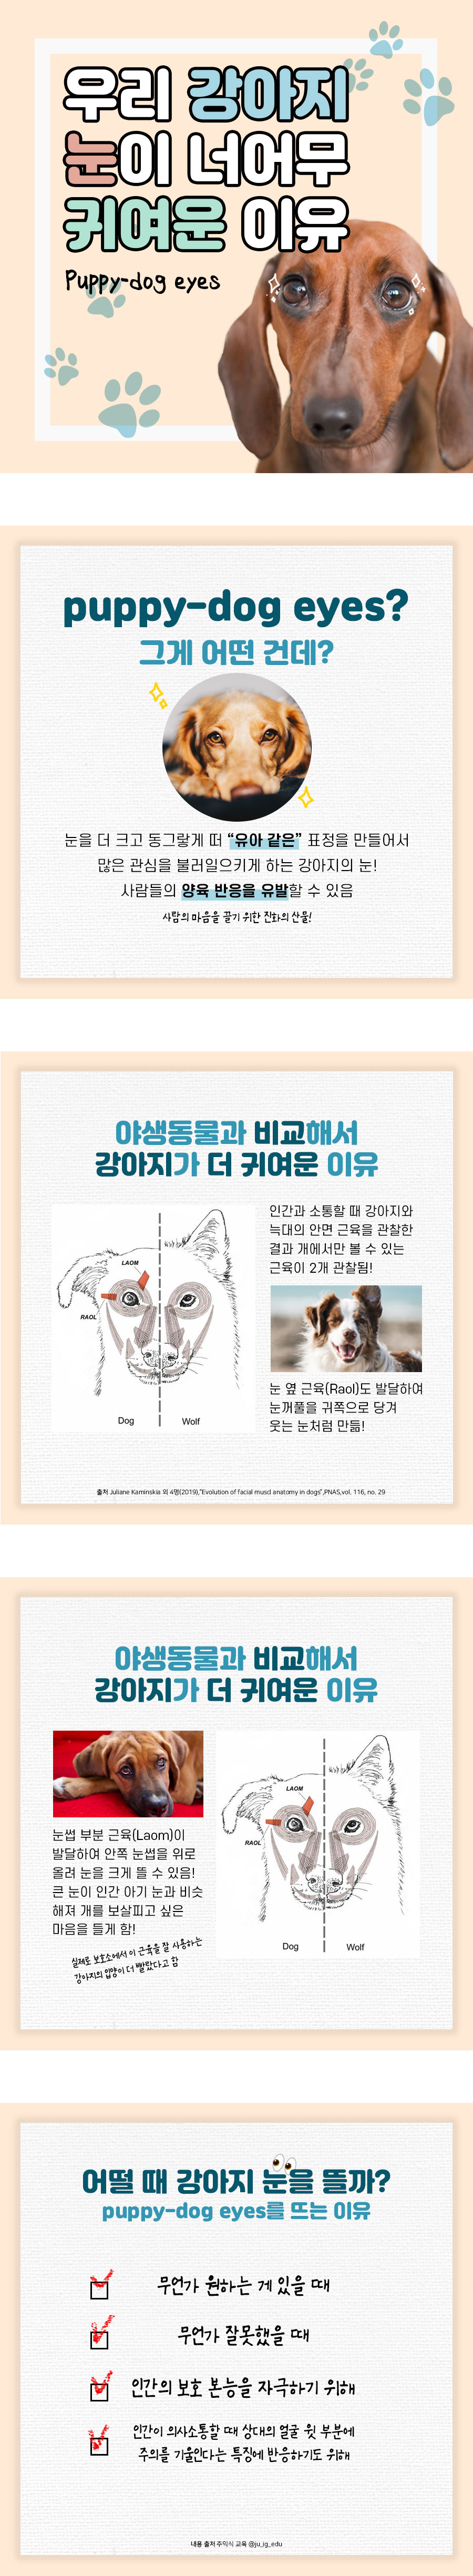 우리 강아지
눈이 너어무
귀여운 이유
Puppy-dog eyes
puppy-dog eyes?
그게 어떤 건데?
눈을 더 크고 동그랗게 떠 “유아 같은” 표정을 만들어서
많은 관심을 불러일으키게 하는 강아지의 눈!
사람들의 양육 반응을 유발할 수 있음
사람의 마음을 끌기 위한 진화의 산물!
야생동물과 비교해서
강아지가 더 귀여운 이유
인간과 소통할 때 강아지와
늑대의 안면 근육을 관찰한
결과 개에서만 볼 수 있는
근육이 2개 관찰됨!
LAOM
RAOL
Dog
Wolf
눈 옆 근육(Raol)도 발달하여
눈꺼풀을 귀쪽으로 당겨
웃는 눈처럼 만듦!
출처 Juliane Kaminskia 외 4명(2019),"Evolution of facial muscl anatomy in dogs",PNAS,vol. 116, no. 29
야생동물과 비교해서
강아지가 더 귀여운 이유
눈썹 부분 근육(Laom)이
발달하여 안쪽 눈썹을 위로
올려 눈을 크게 뜰 수 있음!
큰 눈이 인간 아기 눈과 비슷
해져 개를 보살피고 싶은
마음을 들게 함!
실제로 보호소에서 이 근육을 잘 사용하는
강아지의 입양이 더 빨랐다고 함
LAOM
RAOL
Dog
Wolf
어떨 때 강아지 눈을 뜰까?
puppy-dog eyes를 뜨는 이유
무언가 원하는 게 있을 때
무언가 잘못했을 때
인간의 보호 본능을 자극하기 위해
인간이 의사소통할 때 상대의 얼굴 윗 부분에
주의를 기울인다는 특징에 반응하기도 위해
내용 출처 주익식 교육 @ju_ig_edu